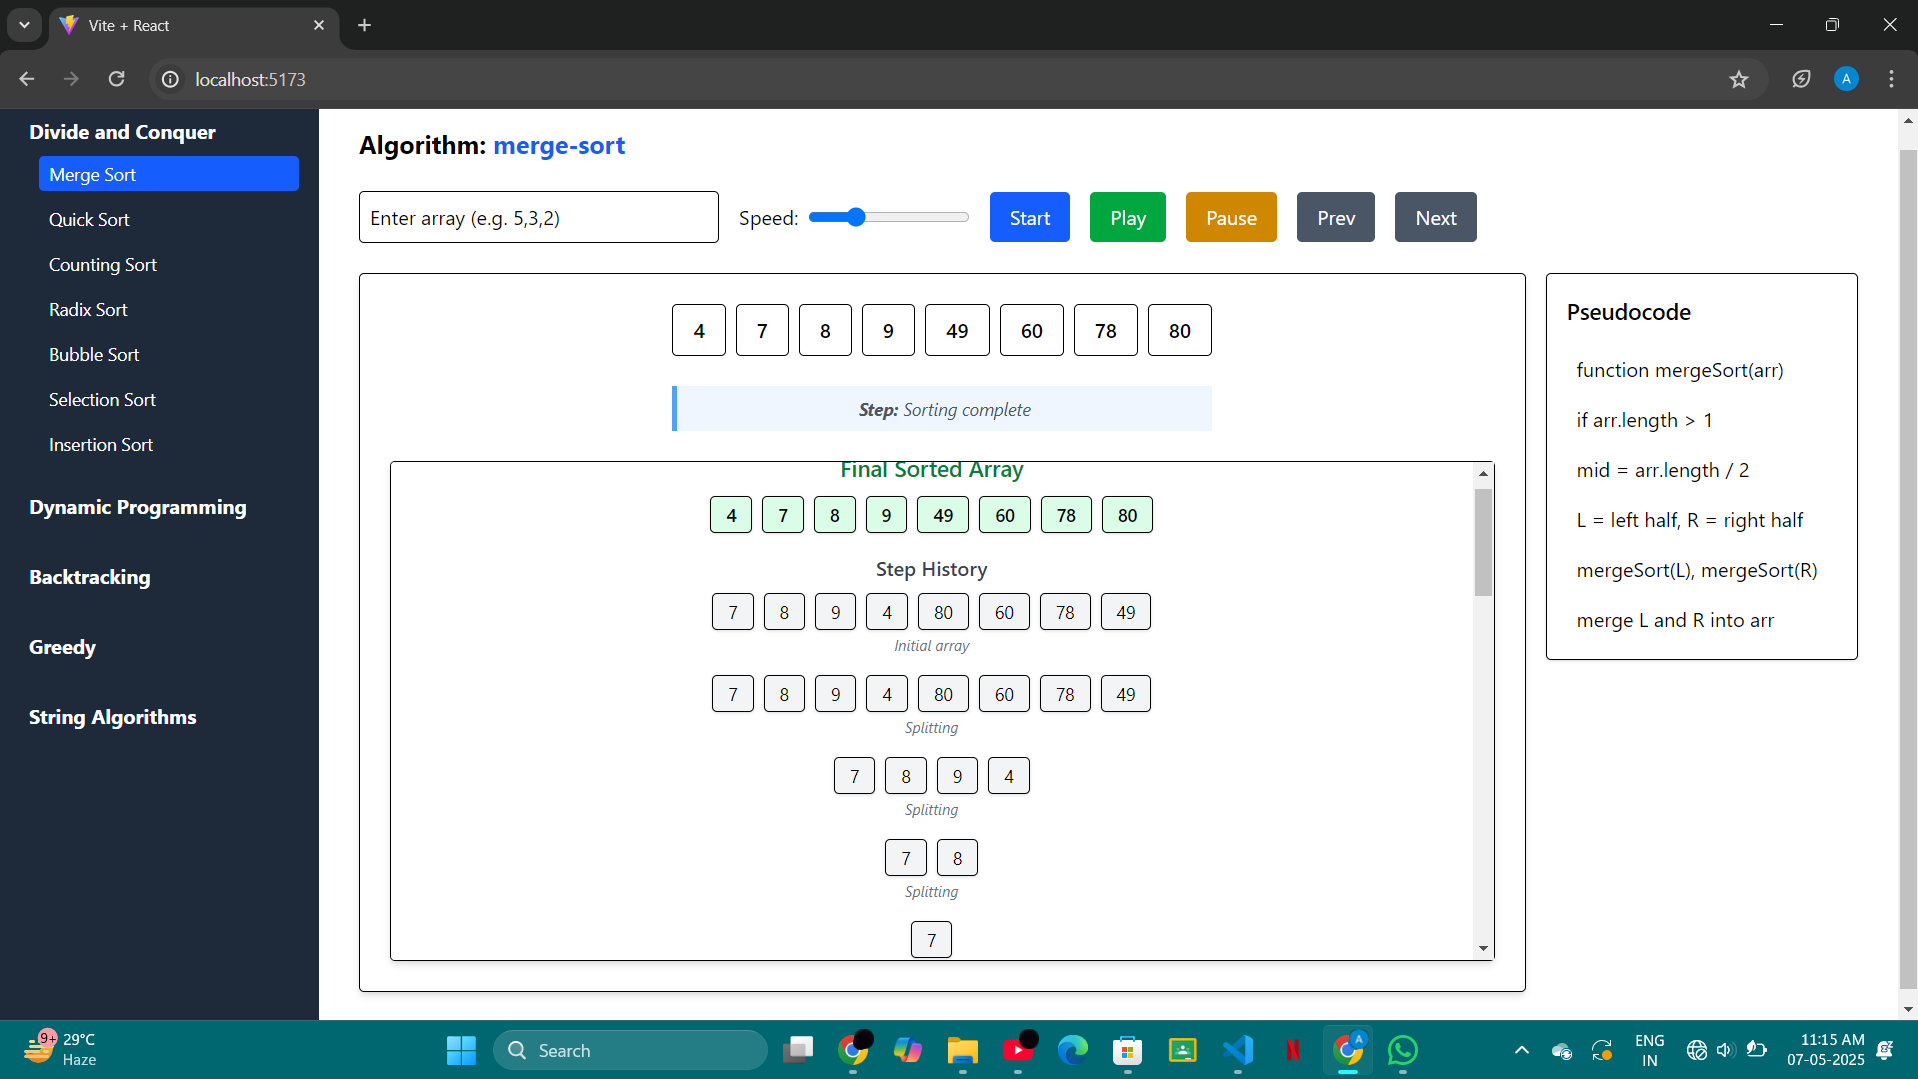 Vite + React
localhost:5173
A
Divide and Conquer
Merge Sort
Quick Sort
Counting Sort
Radix Sort
Bubble Sort
Selection Sort
Insertion Sort
Dynamic Programming
Backtracking
Greedy
String Algorithms
Algorithm: merge-sort
Enter array (e.g. 5,3,2)
Speed:
Start
Play
Pause
Prev
Next
4 7 8 9 49 60 78 80
Step: Sorting complete
Final Sorted Array
4 7 8 9 49 60 78 80
Step History
7 8 9 4 80 60 78 49
Initial array
7 8 9 4 80 60 78 49
Splitting
7 8 9 4
Splitting
7 8
Splitting
7
Pseudocode
function mergeSort(arr)
if arr.length > 1
mid = arr.length / 2
L = left half, R = right half
mergeSort(L), mergeSort(R)
merge L and R into arr
9+
29°C
Haze
Search
N
A
ENG
IN
11:15 AM
07-05-2025